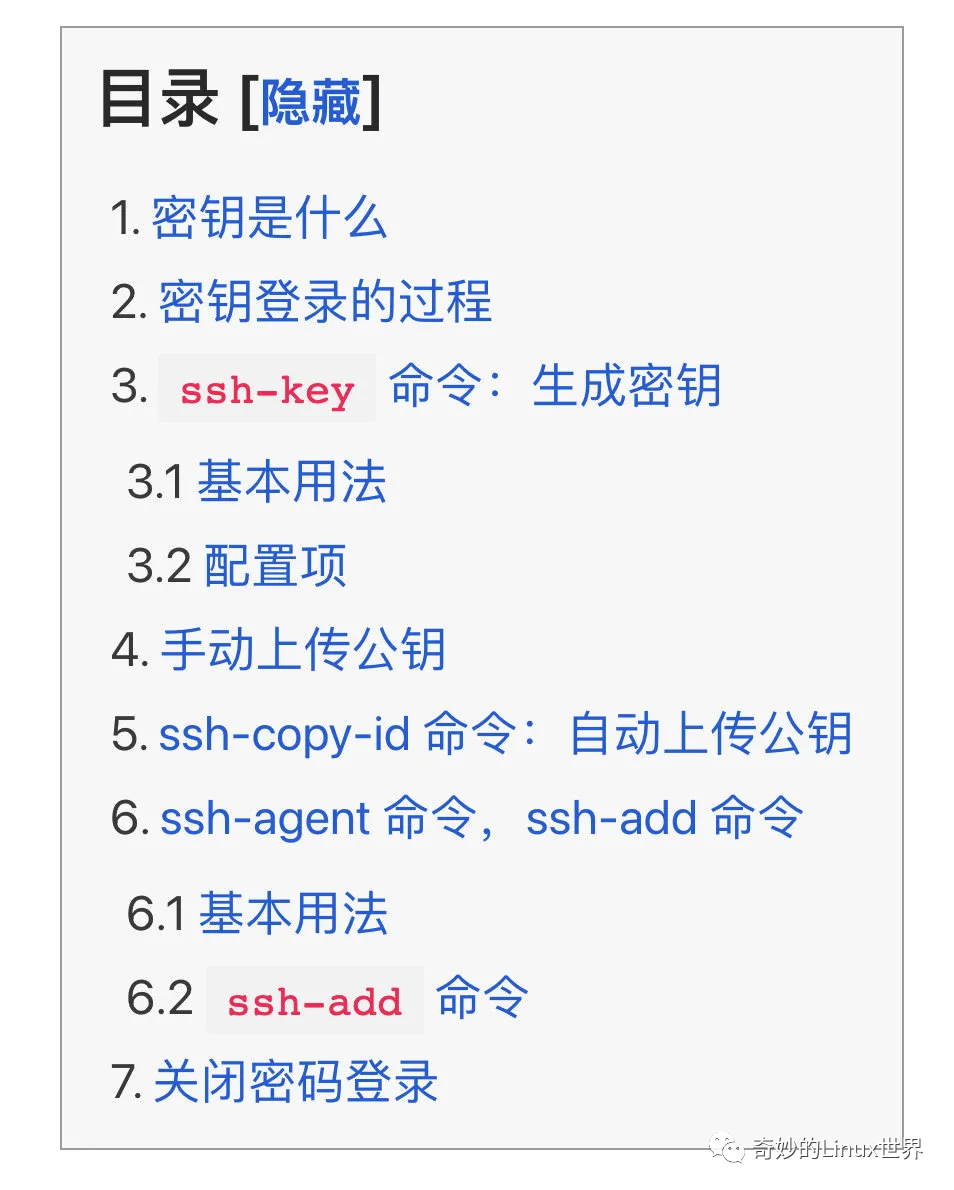 目录 [隐藏]
1. 密钥是什么
2. 密钥登录的过程
3. ssh-key 命令：生成密钥
3.1 基本用法
3.2 配置项
4. 手动上传公钥
5. ssh-copy-id 命令：自动上传公钥
6. ssh-agent 命令，ssh-add 命令
6.1 基本用法
6.2 ssh-add 命令
7. 关闭密码登录
奇妙的Linux世界